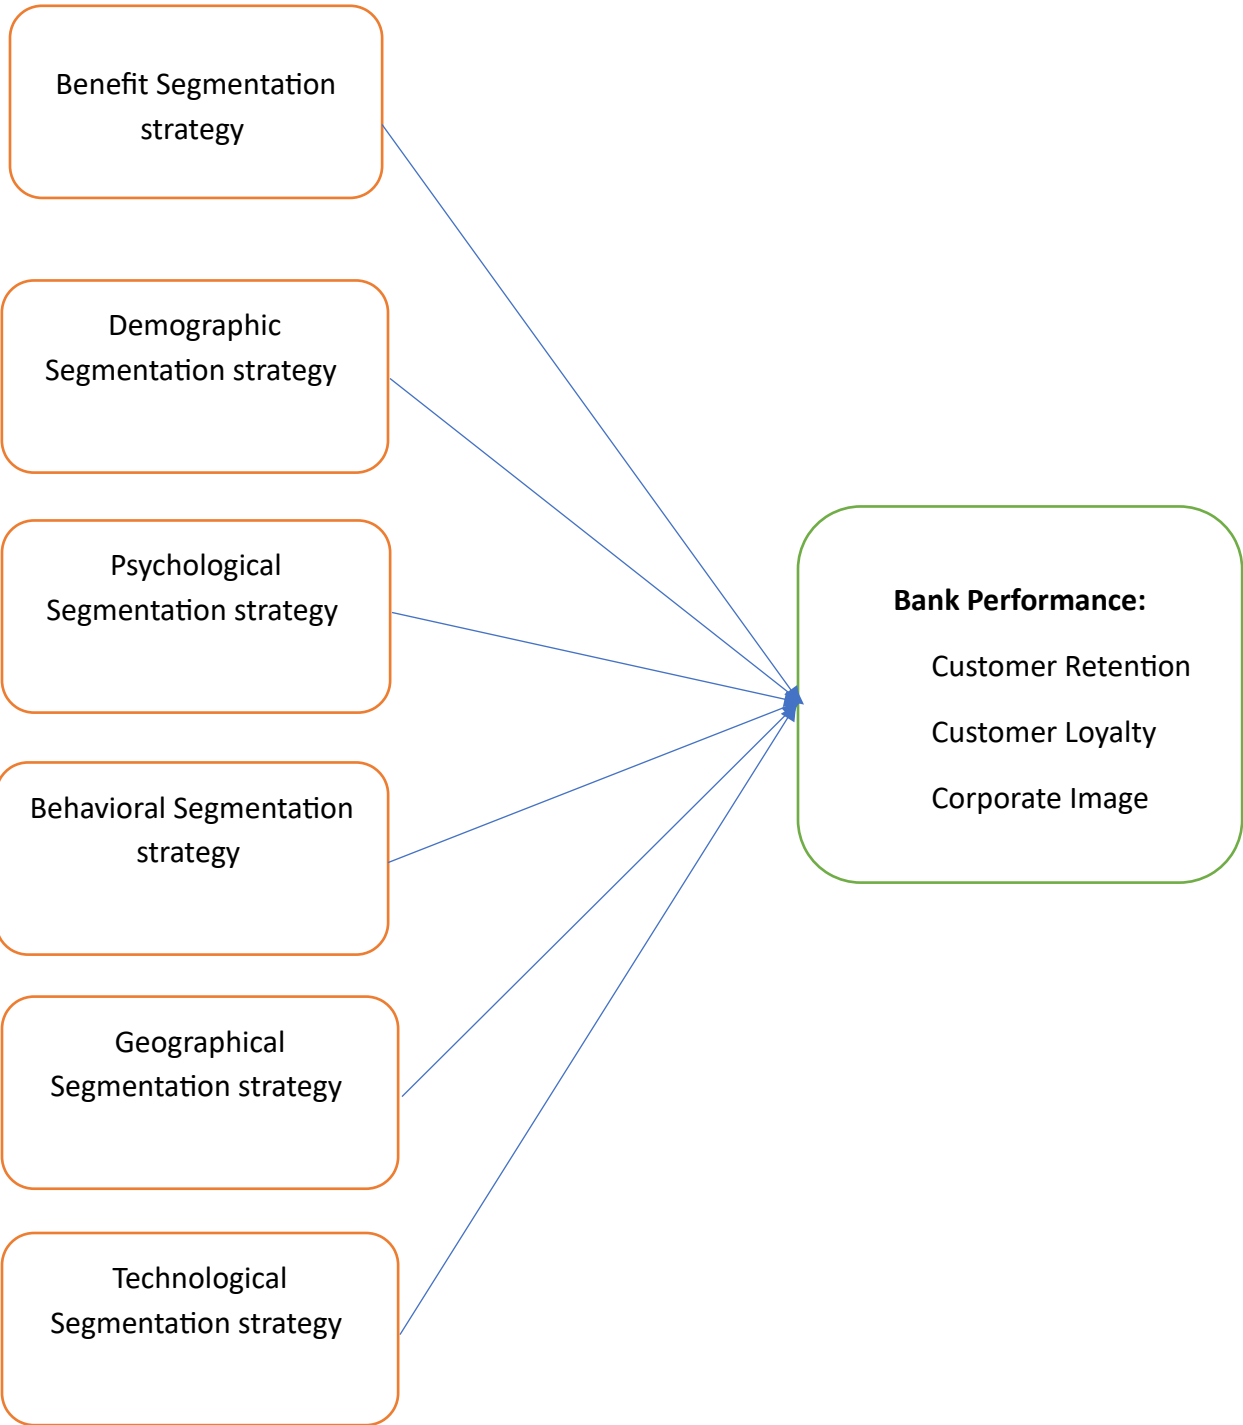 Benefit Segmentation
strategy
Demographic
Segmentation strategy
Psychological
Segmentation strategy
Behavioral Segmentation
strategy
Geographical
Segmentation strategy
Technological
Segmentation strategy
Bank Performance:
Customer Retention
Customer Loyalty
Corporate Image